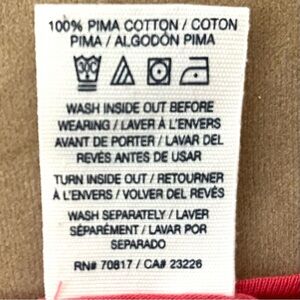 100% PIMA COTTON / COTON
PIMA / ALGODÓN PIMA
WASH INSIDE OUT BEFORE
WEARING / LAVER À L'ENVERS
AVANT DE PORTER / LAVAR DEL
REVÉS ANTES DE USAR
TURN INSIDE OUT / RETOURNER
À L'ENVERS / VOLVER DEL REVÉS
WASH SEPARATELY / LAVER
SÉPARÉMENT / LAVAR POR
SEPARADO
RN# 70817 / CA# 23226